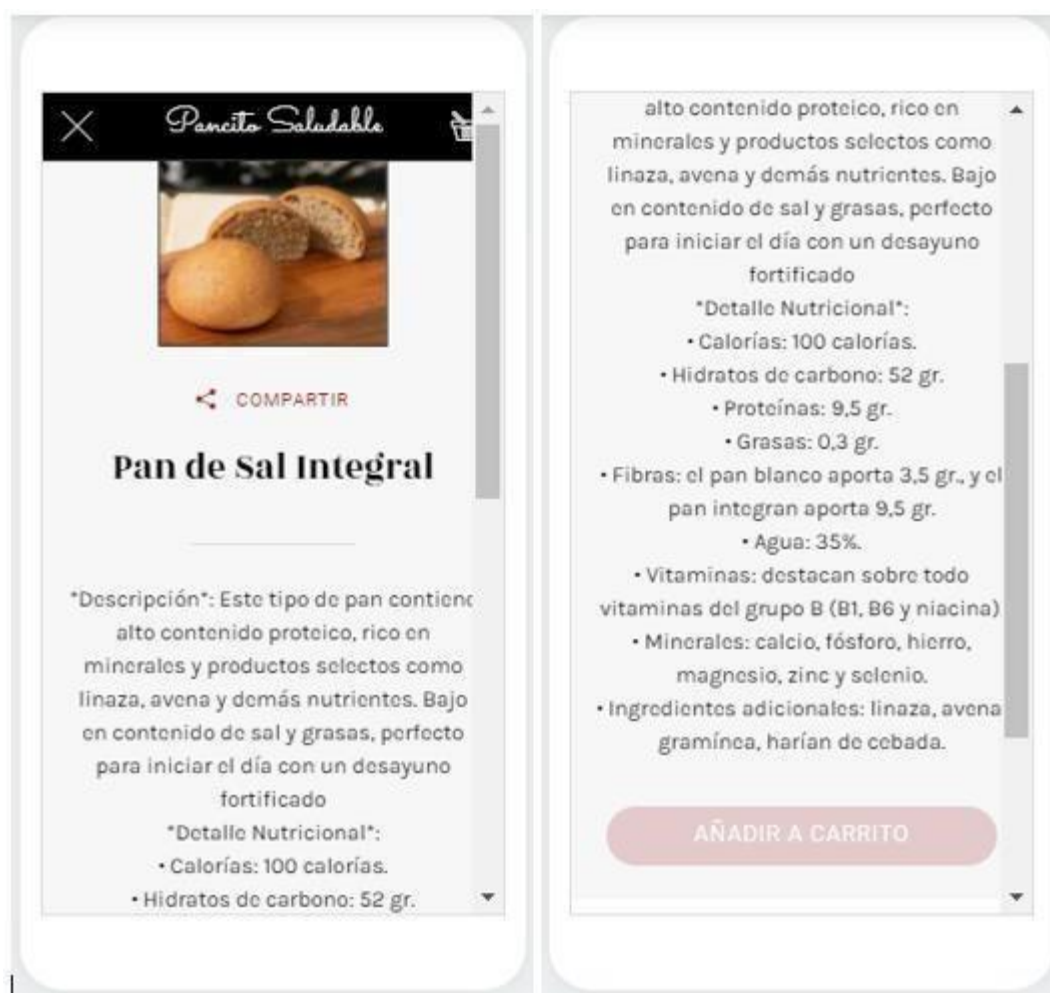 Pancito Saludable
COMPARTIR
Pan de Sal Integral
*Descripción*: Este tipo de pan contiene
alto contenido proteico, rico en
minerales y productos selectos como
linaza, avena y demás nutrientes. Bajo
en contenido de sal y grasas, perfecto
para iniciar el día con un desayuno
fortificado
*Detalle Nutricional*:
• Calorías: 100 calorías.
• Hidratos de carbono: 52 gr.
alto contenido proteico, rico en
minerales y productos selectos como
linaza, avena y demás nutrientes. Bajo
en contenido de sal y grasas, perfecto
para iniciar el día con un desayuno
fortificado
*Detalle Nutricional*:
• Calorías: 100 calorías.
• Hidratos de carbono: 52 gr.
• Proteínas: 9,5 gr.
• Grasas: 0,3 gr.
• Fibras: el pan blanco aporta 3,5 gr., y el
pan integran aporta 9,5 gr.
• Agua: 35%.
• Vitaminas: destacan sobre todo
vitaminas del grupo B (B1, B6 y niacina)
• Minerales: calcio, fósforo, hierro,
magnesio, zinc y selenio.
• Ingredientes adicionales: linaza, avena
gramínea, harían de cebada.
AÑADIR A CARRITO